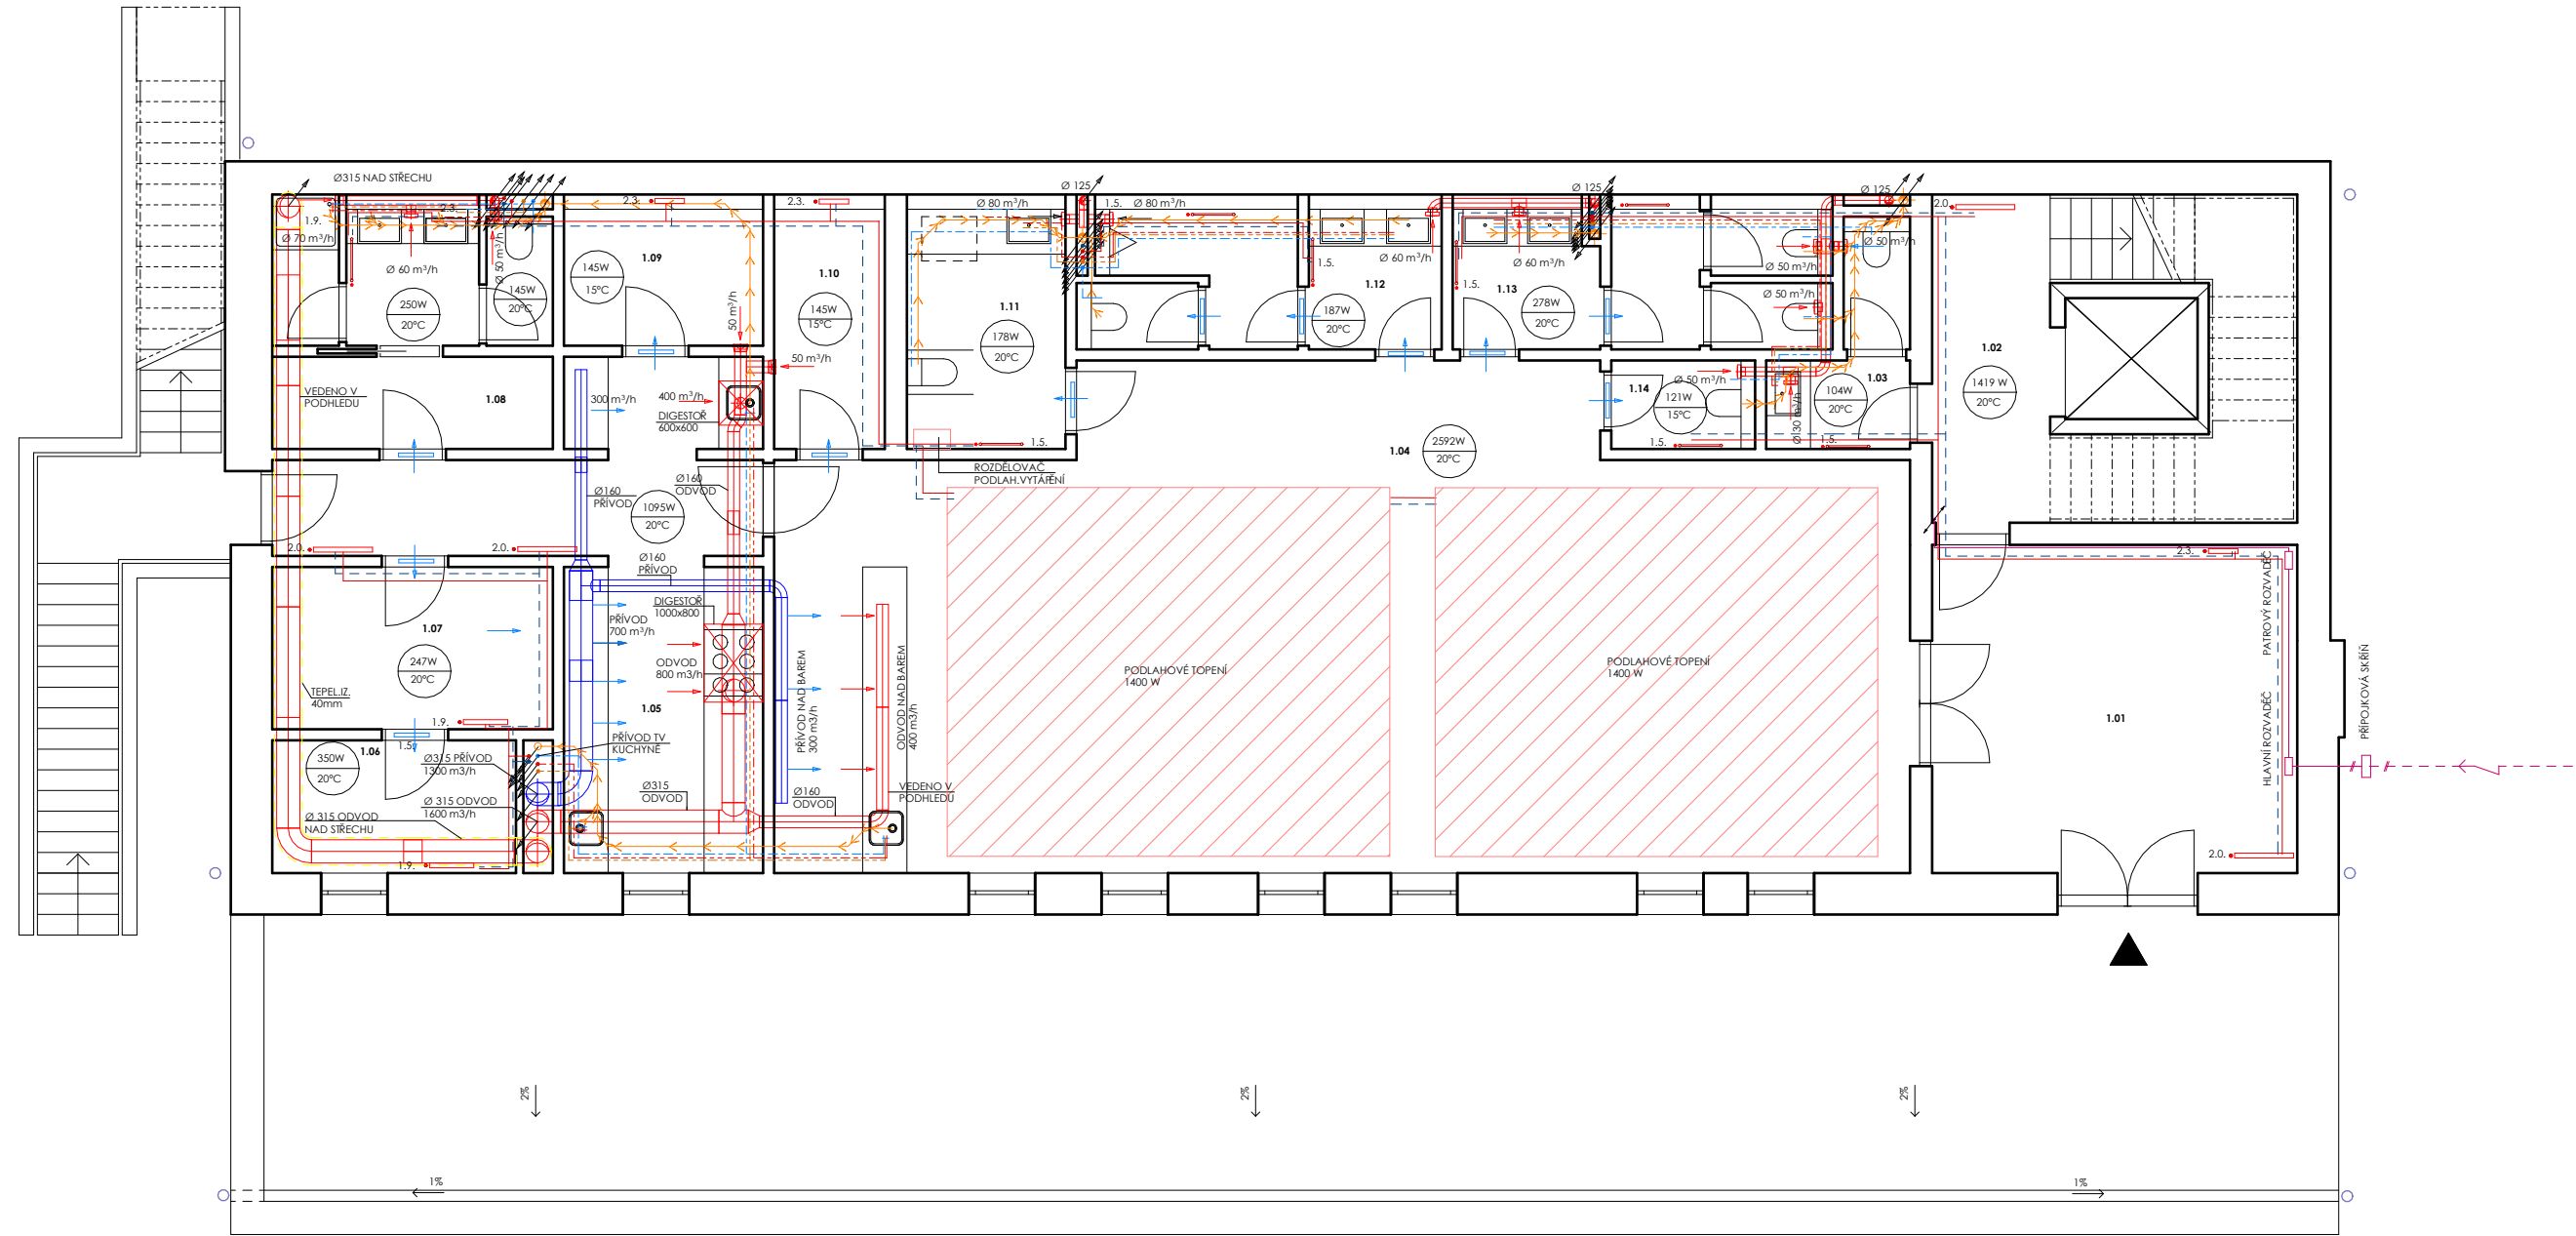 Ø315 NAD STŘECHU
1.9.
Ø 70 m³/h
2.3.
Ø 60 m³/h
250W
20°C
Ø 50 m³/h
145W
20°C
2.3.
145W
15°C
1.09
50 m³/h
50 m³/h
2.3.
1.10
145W
15°C
Ø 80 m³/h
1.11
178W
20°C
Ø 125
1.5.
Ø 80 m³/h
1.5.
187W
20°C
1.12
Ø 60 m³/h
1.5.
1.13
Ø 60 m³/h
278W
20°C
Ø 125
Ø 50 m³/h
Ø 50 m³/h
Ø 125
Ø 50 m³/h
2.0.
1.02
1419 W
20°C
VEDENO V
PODHLEDU
1.08
300 m³/h
400 m³/h
DIGESTOŘ
600x600
1.14
Ø 50 m³/h
121W
15°C
1.5.
Ø130 m³/h
104W
20°C
1.03
1.5.
1.5.
ROZDĚLOVAČ
PODLAH.VYTÁPĚNÍ
1.04
2592W
20°C
Ø160
PŘÍVOD
Ø160
ODVOD
1095W
20°C
2.0.
2.0.
Ø160
PŘÍVOD
DIGESTOŘ
1000x800
PŘÍVOD
700 m³/h
ODVOD
800 m3/h
1.05
1.07
247W
20°C
TEPEL.IZ.
40mm
1.9.
1.5.
1.06
350W
20°C
PŘÍVOD TV
KUCHYNĚ
Ø315 PŘÍVOD
1300 m3/h
Ø 315 ODVOD
1600 m3/h
Ø 315 ODVOD
NAD STŘECHU
1.9.
Ø315
ODVOD
Ø160
ODVOD
PŘÍVOD NAD BAREM
300 m3/h
ODVOD NAD BAREM
400 m3/h
VEDENO V
PODHLEDU
PODLAHOVÉ TOPENÍ
1400 W
PODLAHOVÉ TOPENÍ
1400 W
2.3.
PATROVÝ ROZVADĚČ
HLAVNÍ ROZVADĚČ
PŘÍPOJKOVÁ SKŘÍŇ
1.01
2.0.
2%
2%
2%
1%
1%